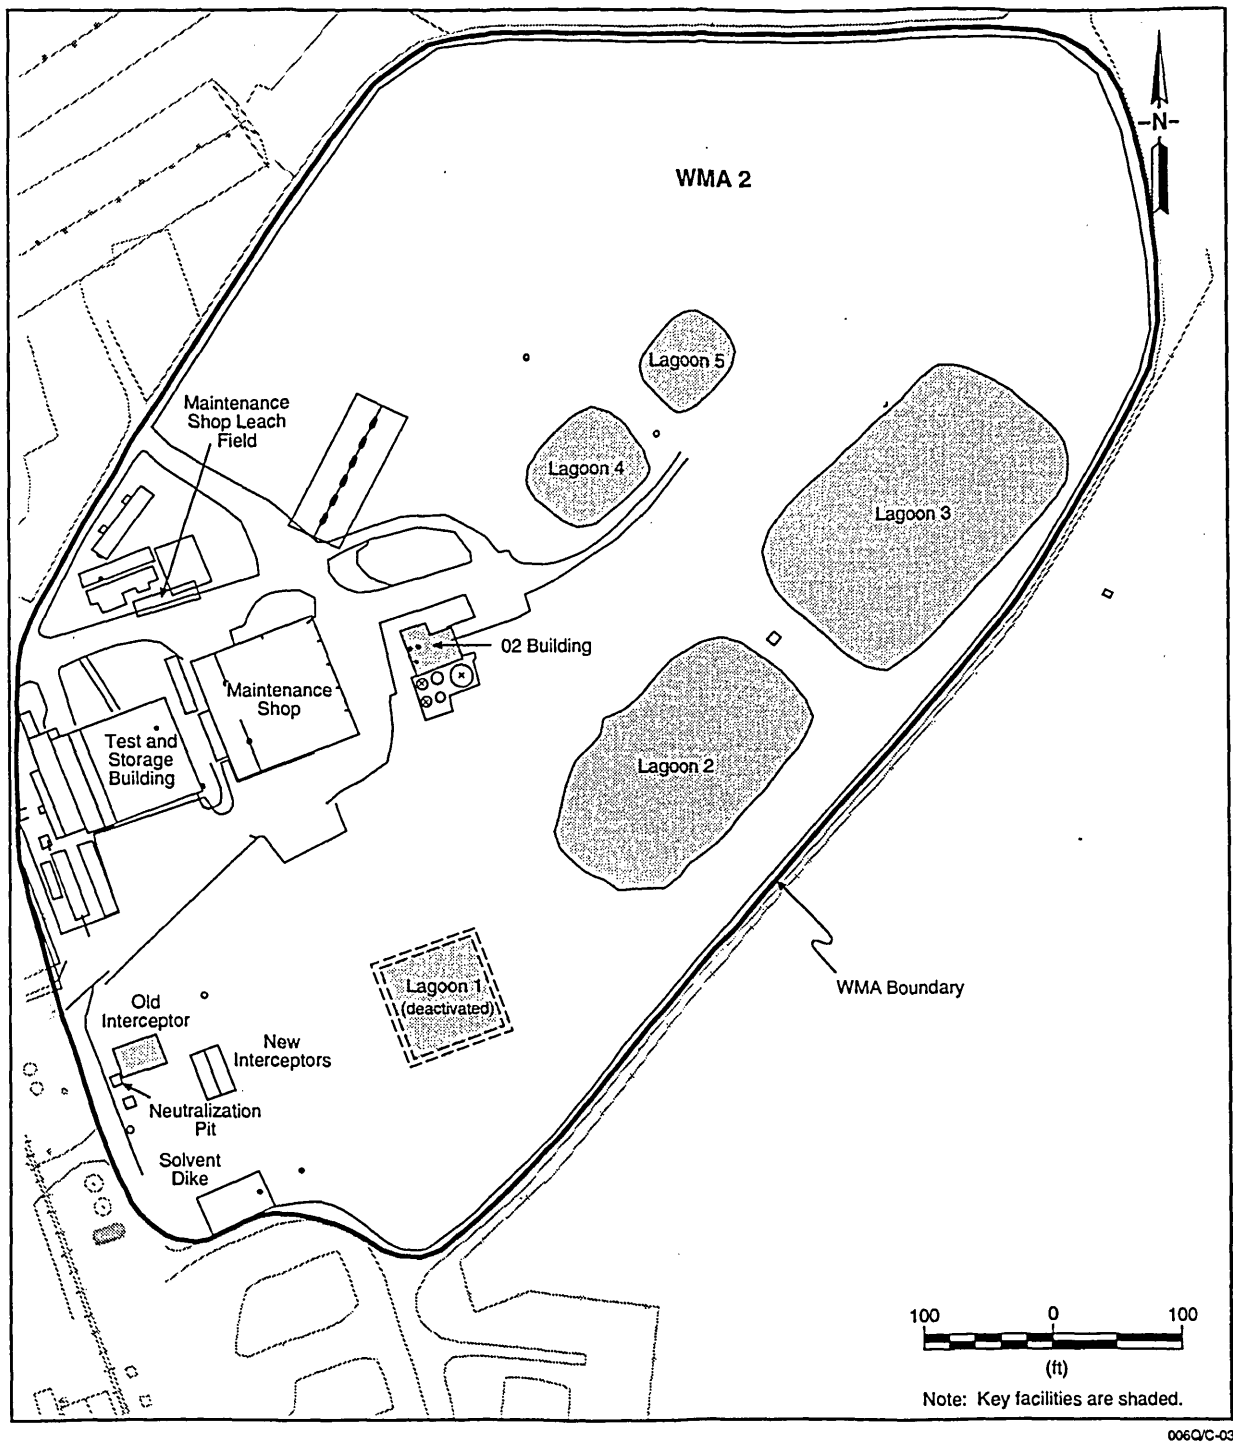 -N-
WMA 2
Lagoon 5
Maintenance
Shop Leach
Field
Lagoon 4
Lagoon 3
02 Building
Maintenance
Shop
Test and
Storage
Building
Lagoon 2
Lagoon 1
(deactivated)
WMA Boundary
Old
Interceptor
New
Interceptors
Neutralization
Pit
Solvent
Dike
100 0 100
(ft)
Note: Key facilities are shaded.
006Q/C-03